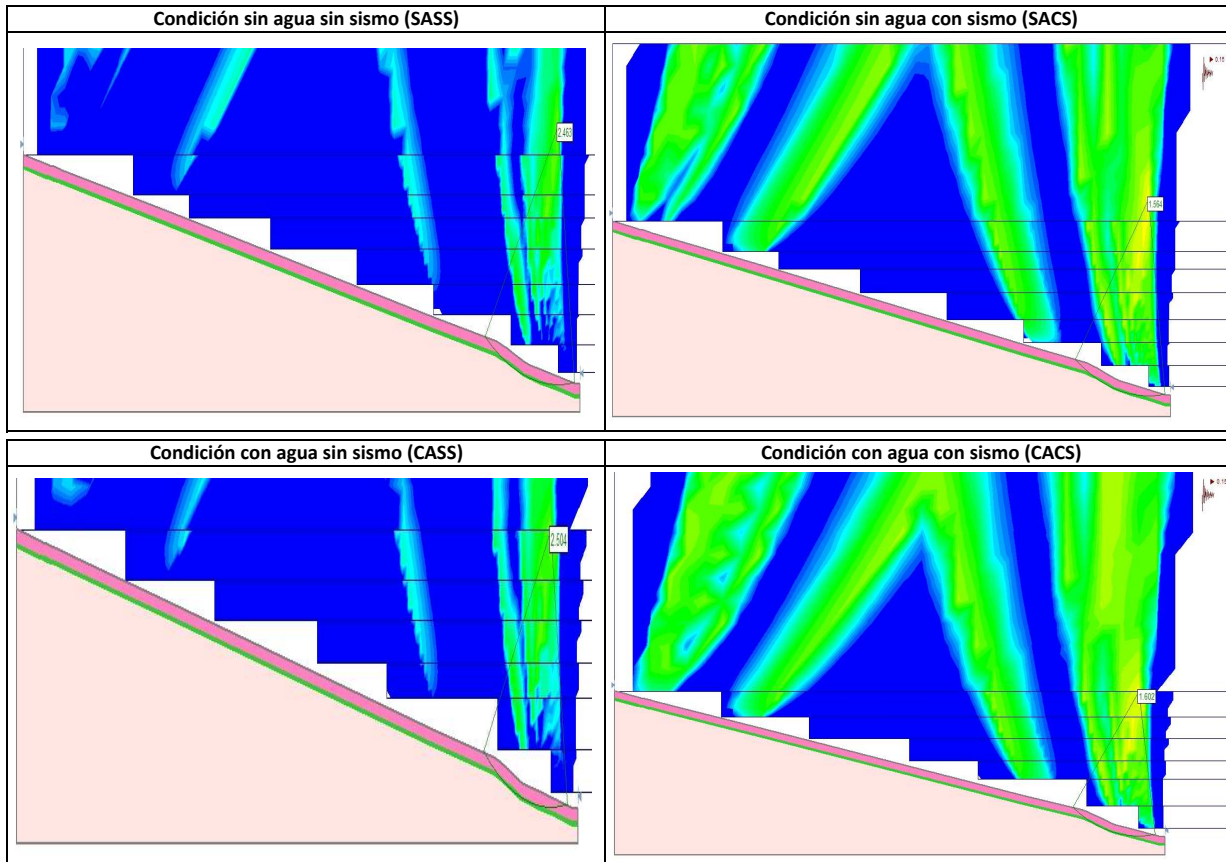 Condición sin agua sin sismo (SASS)
Condición sin agua con sismo (SACS)
2.463
1.564
Condición con agua sin sismo (CASS)
Condición con agua con sismo (CACS)
2.504
1.602